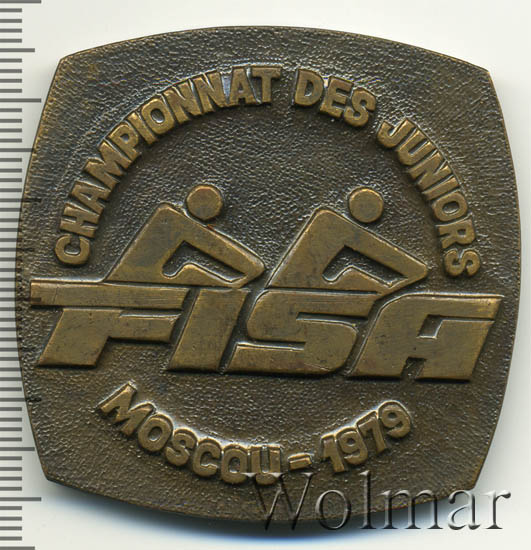 CHAMPIONNAT DES JUNIORS
FISA
MOSCOU - 1979
Wolmar